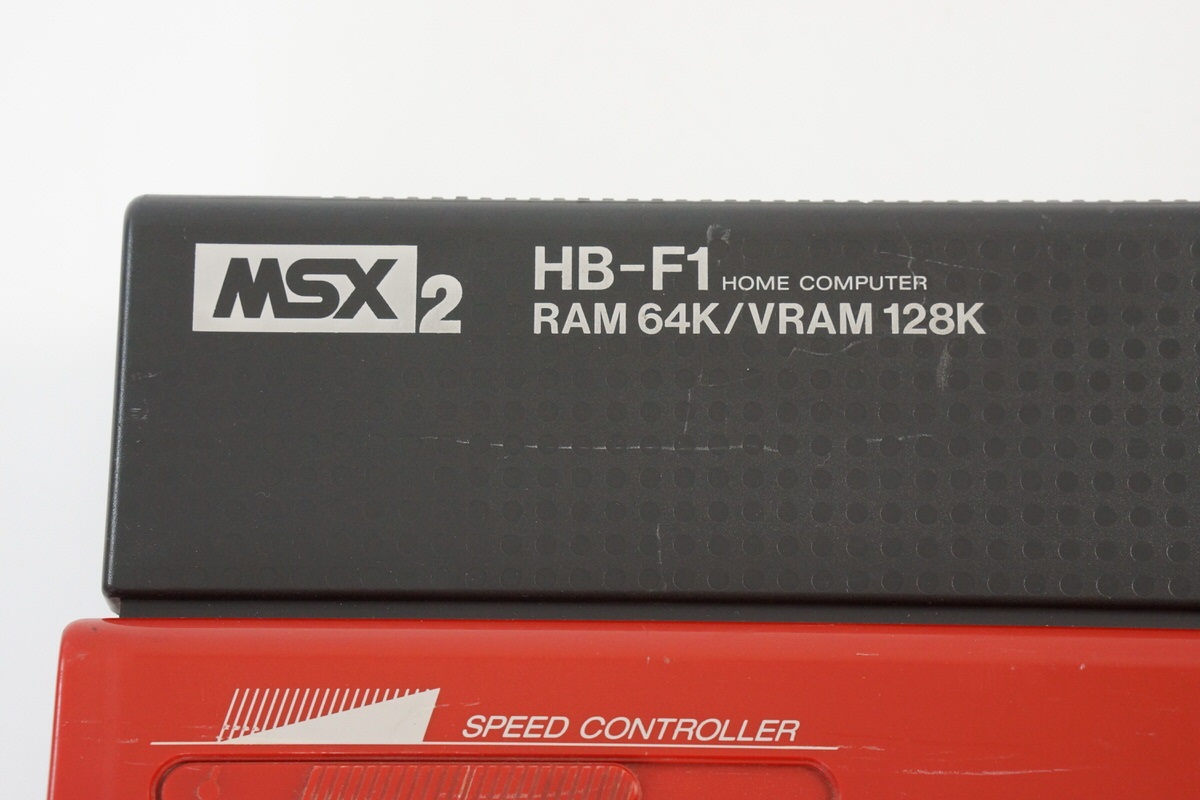 MSX2
HB-F1 HOME COMPUTER
RAM 64K/VRAM 128K
SPEED CONTROLLER